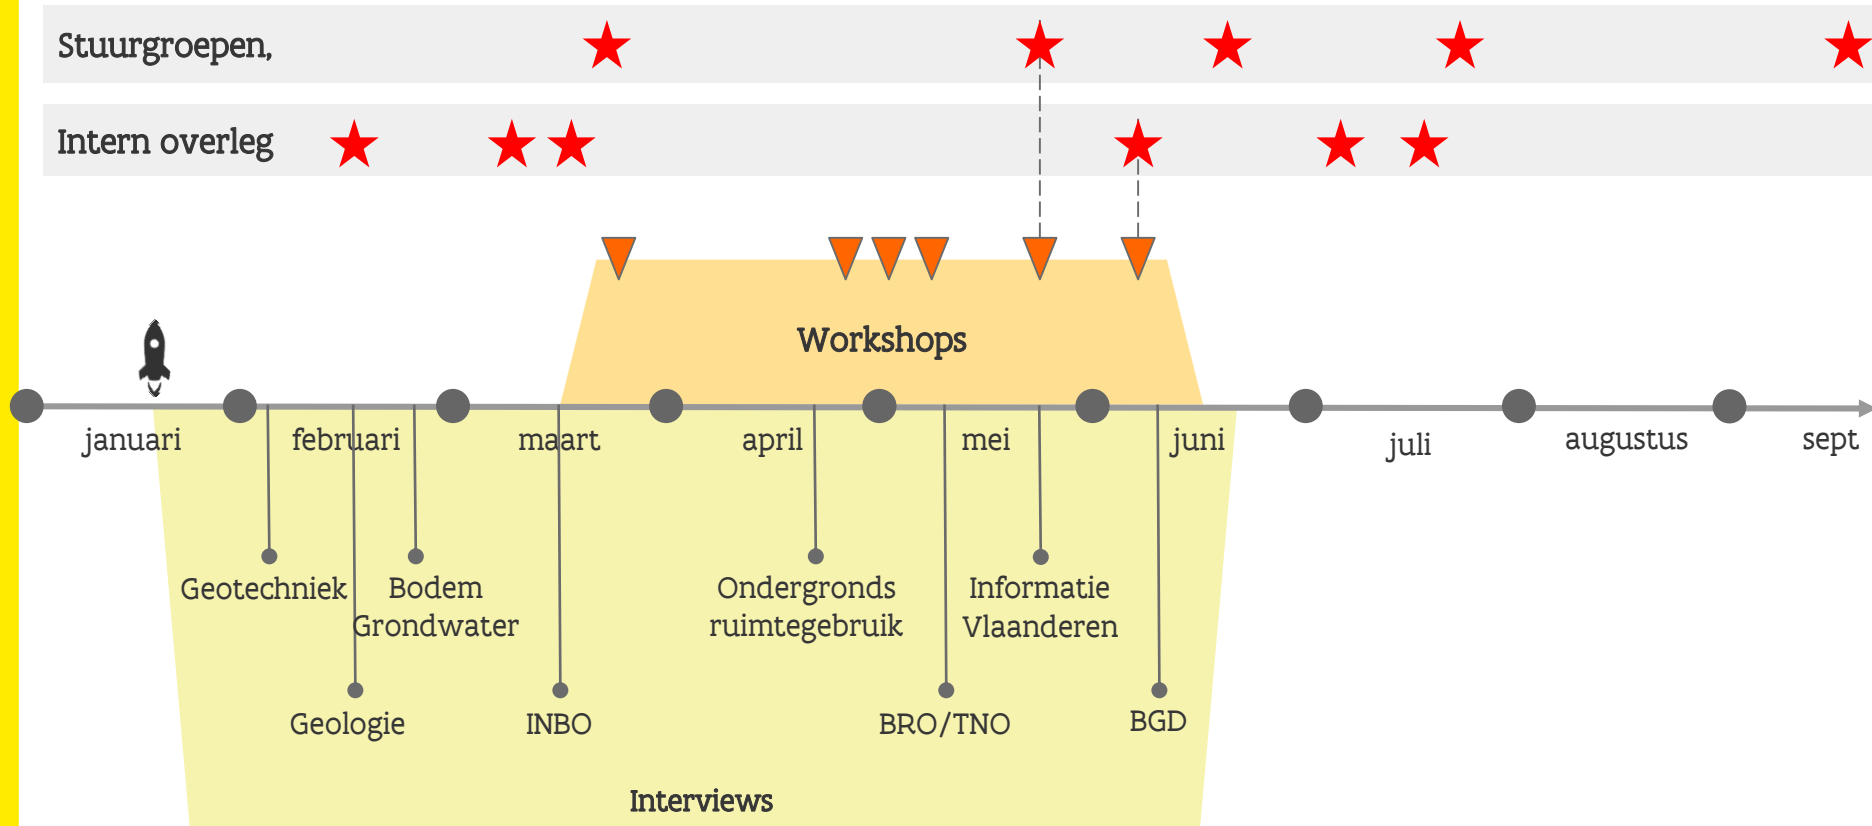 Stuurgroepen,
Intern overleg
Workshops
januari
februari
maart
april
mei
juni
juli
augustus
sept
Geotechniek
Bodem
Grondwater
Ondergronds
ruimtegebruik
Informatie
Vlaanderen
Geologie
INBO
BRO/TNO
BGD
Interviews